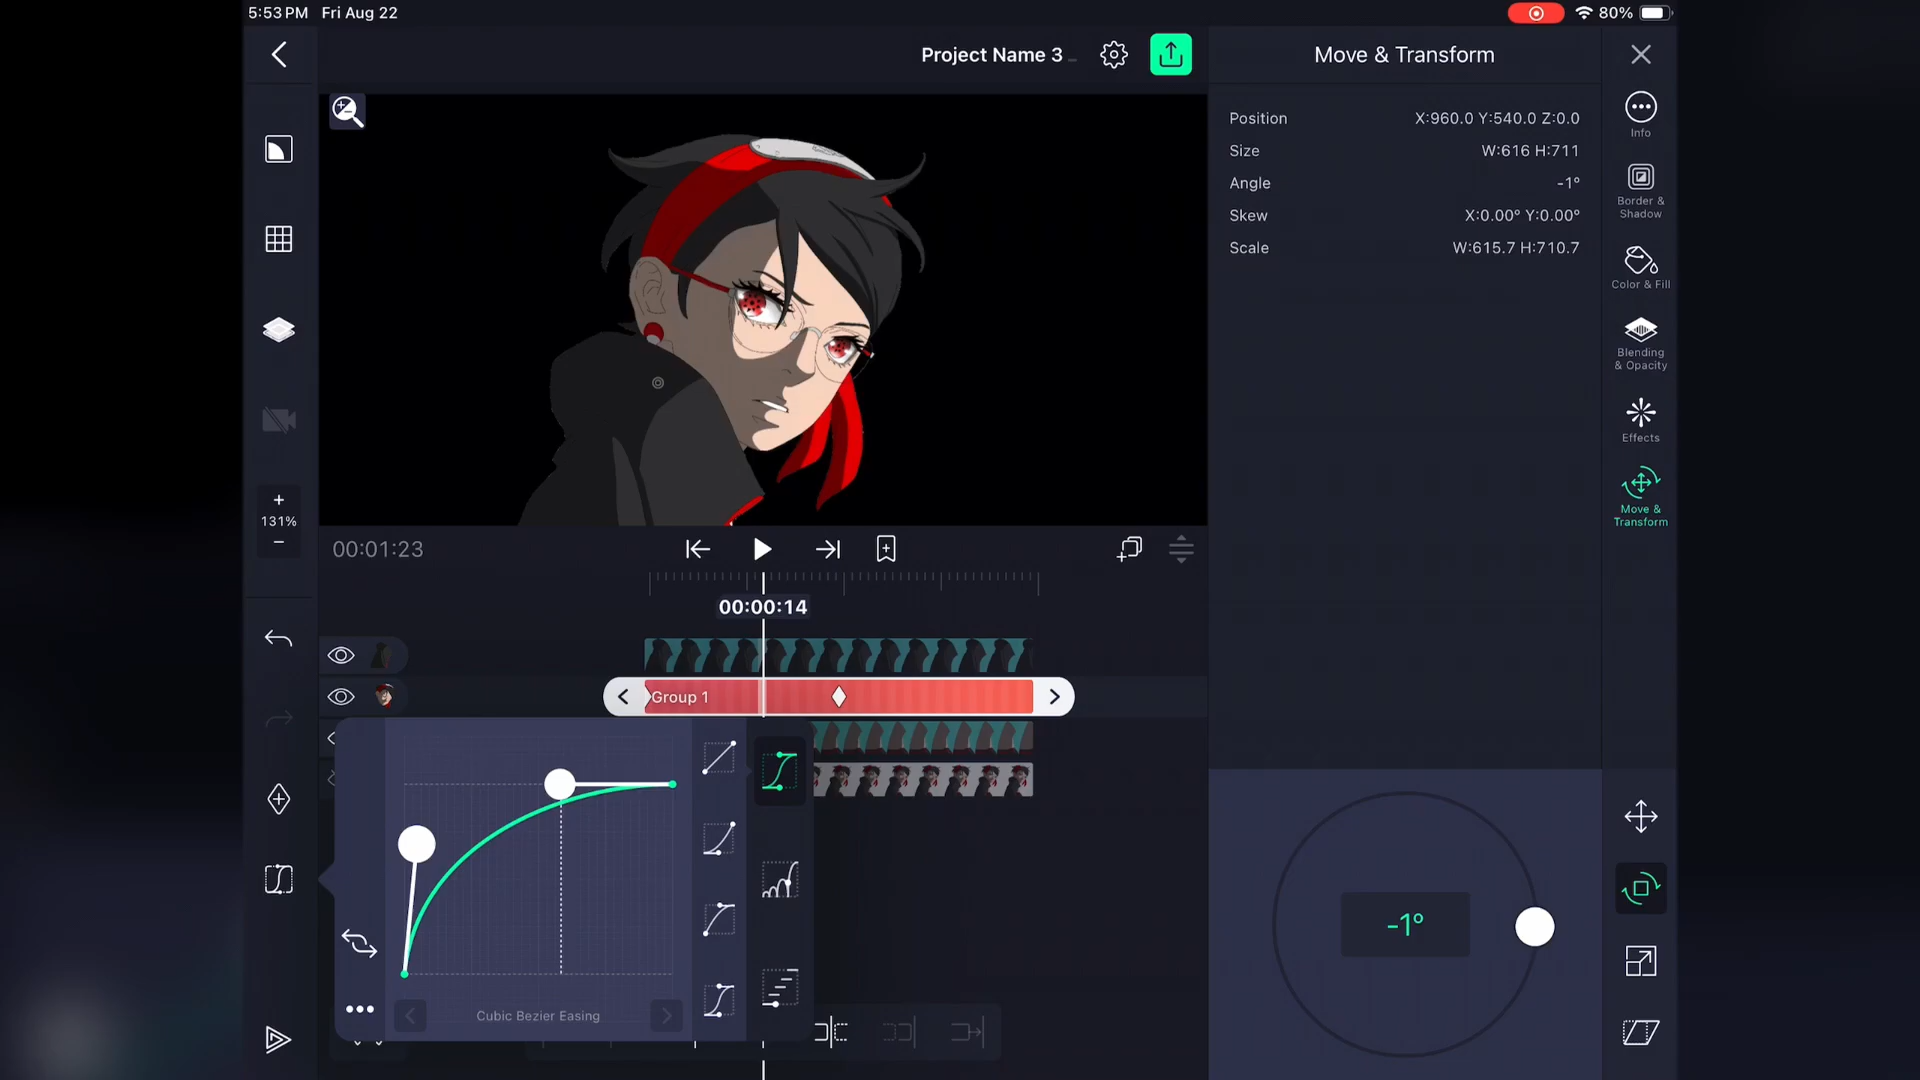 5:53 PM Fri Aug 22
80%
Project Name 3
Move & Transform
Position X:960.0 Y:540.0 Z:0.0
Size W:616 H:711
Angle -1°
Skew X:0.00° Y:0.00°
Scale W:615.7 H:710.7
Info
Border &
Shadow
Color & Fill
Blending
& Opacity
Effects
Move &
Transform
+
131%
−
00:01:23
00:00:14
Group 1
Cubic Bezier Easing
-1°